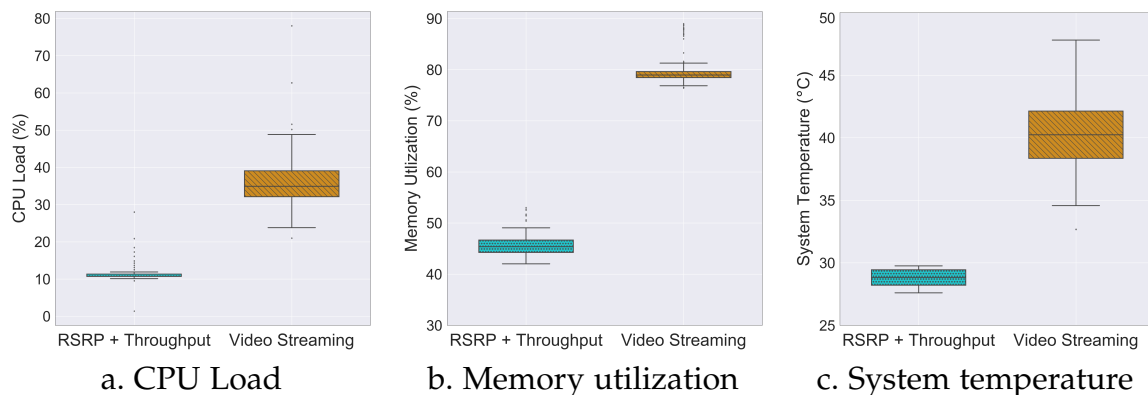 80
70
60
50
40
30
20
10
0
CPU Load (%)
RSRP + Throughput Video Streaming
a. CPU Load
90
80
70
60
50
40
30
Memory Utlization (%)
RSRP + Throughput Video Streaming
b. Memory utilization
50
45
40
35
30
25
System Temperature (°C)
RSRP + Throughput Video Streaming
c. System temperature